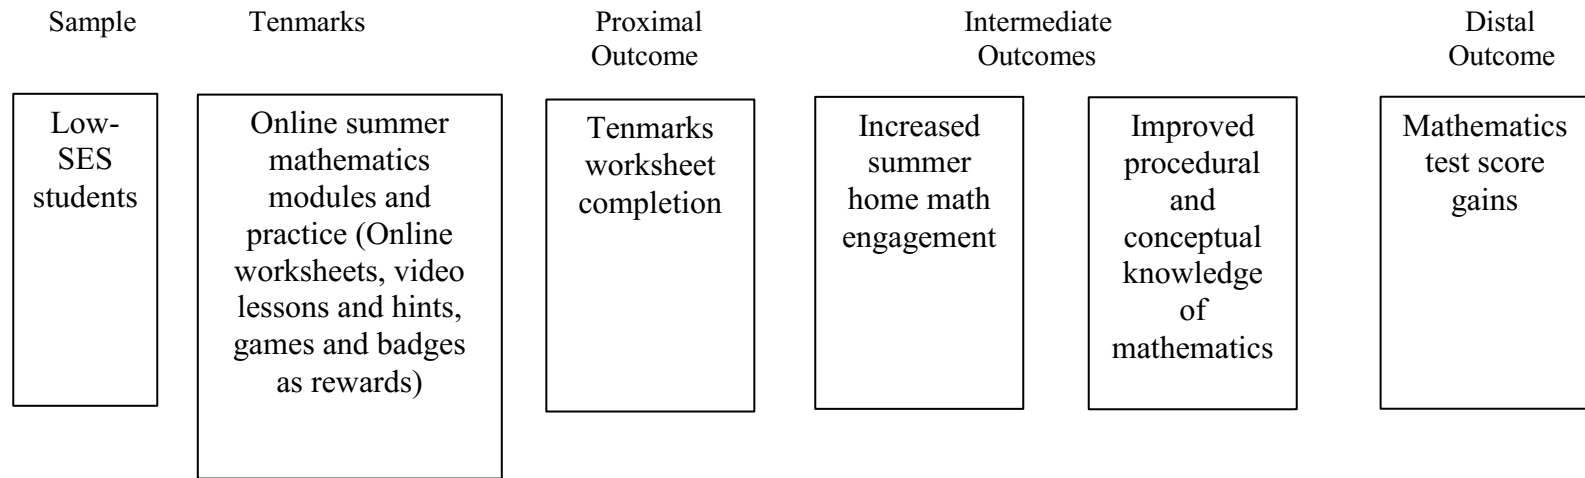 Sample
Tenmarks
Proximal
Outcome
Intermediate
Outcomes
Distal
Outcome
Low-
SES
students
Online summer
mathematics
modules and
practice (Online
worksheets, video
lessons and hints,
games and badges
as rewards)
Tenmarks
worksheet
completion
Increased
summer
home math
engagement
Improved
procedural
and
conceptual
knowledge
of
mathematics
Mathematics
test score
gains